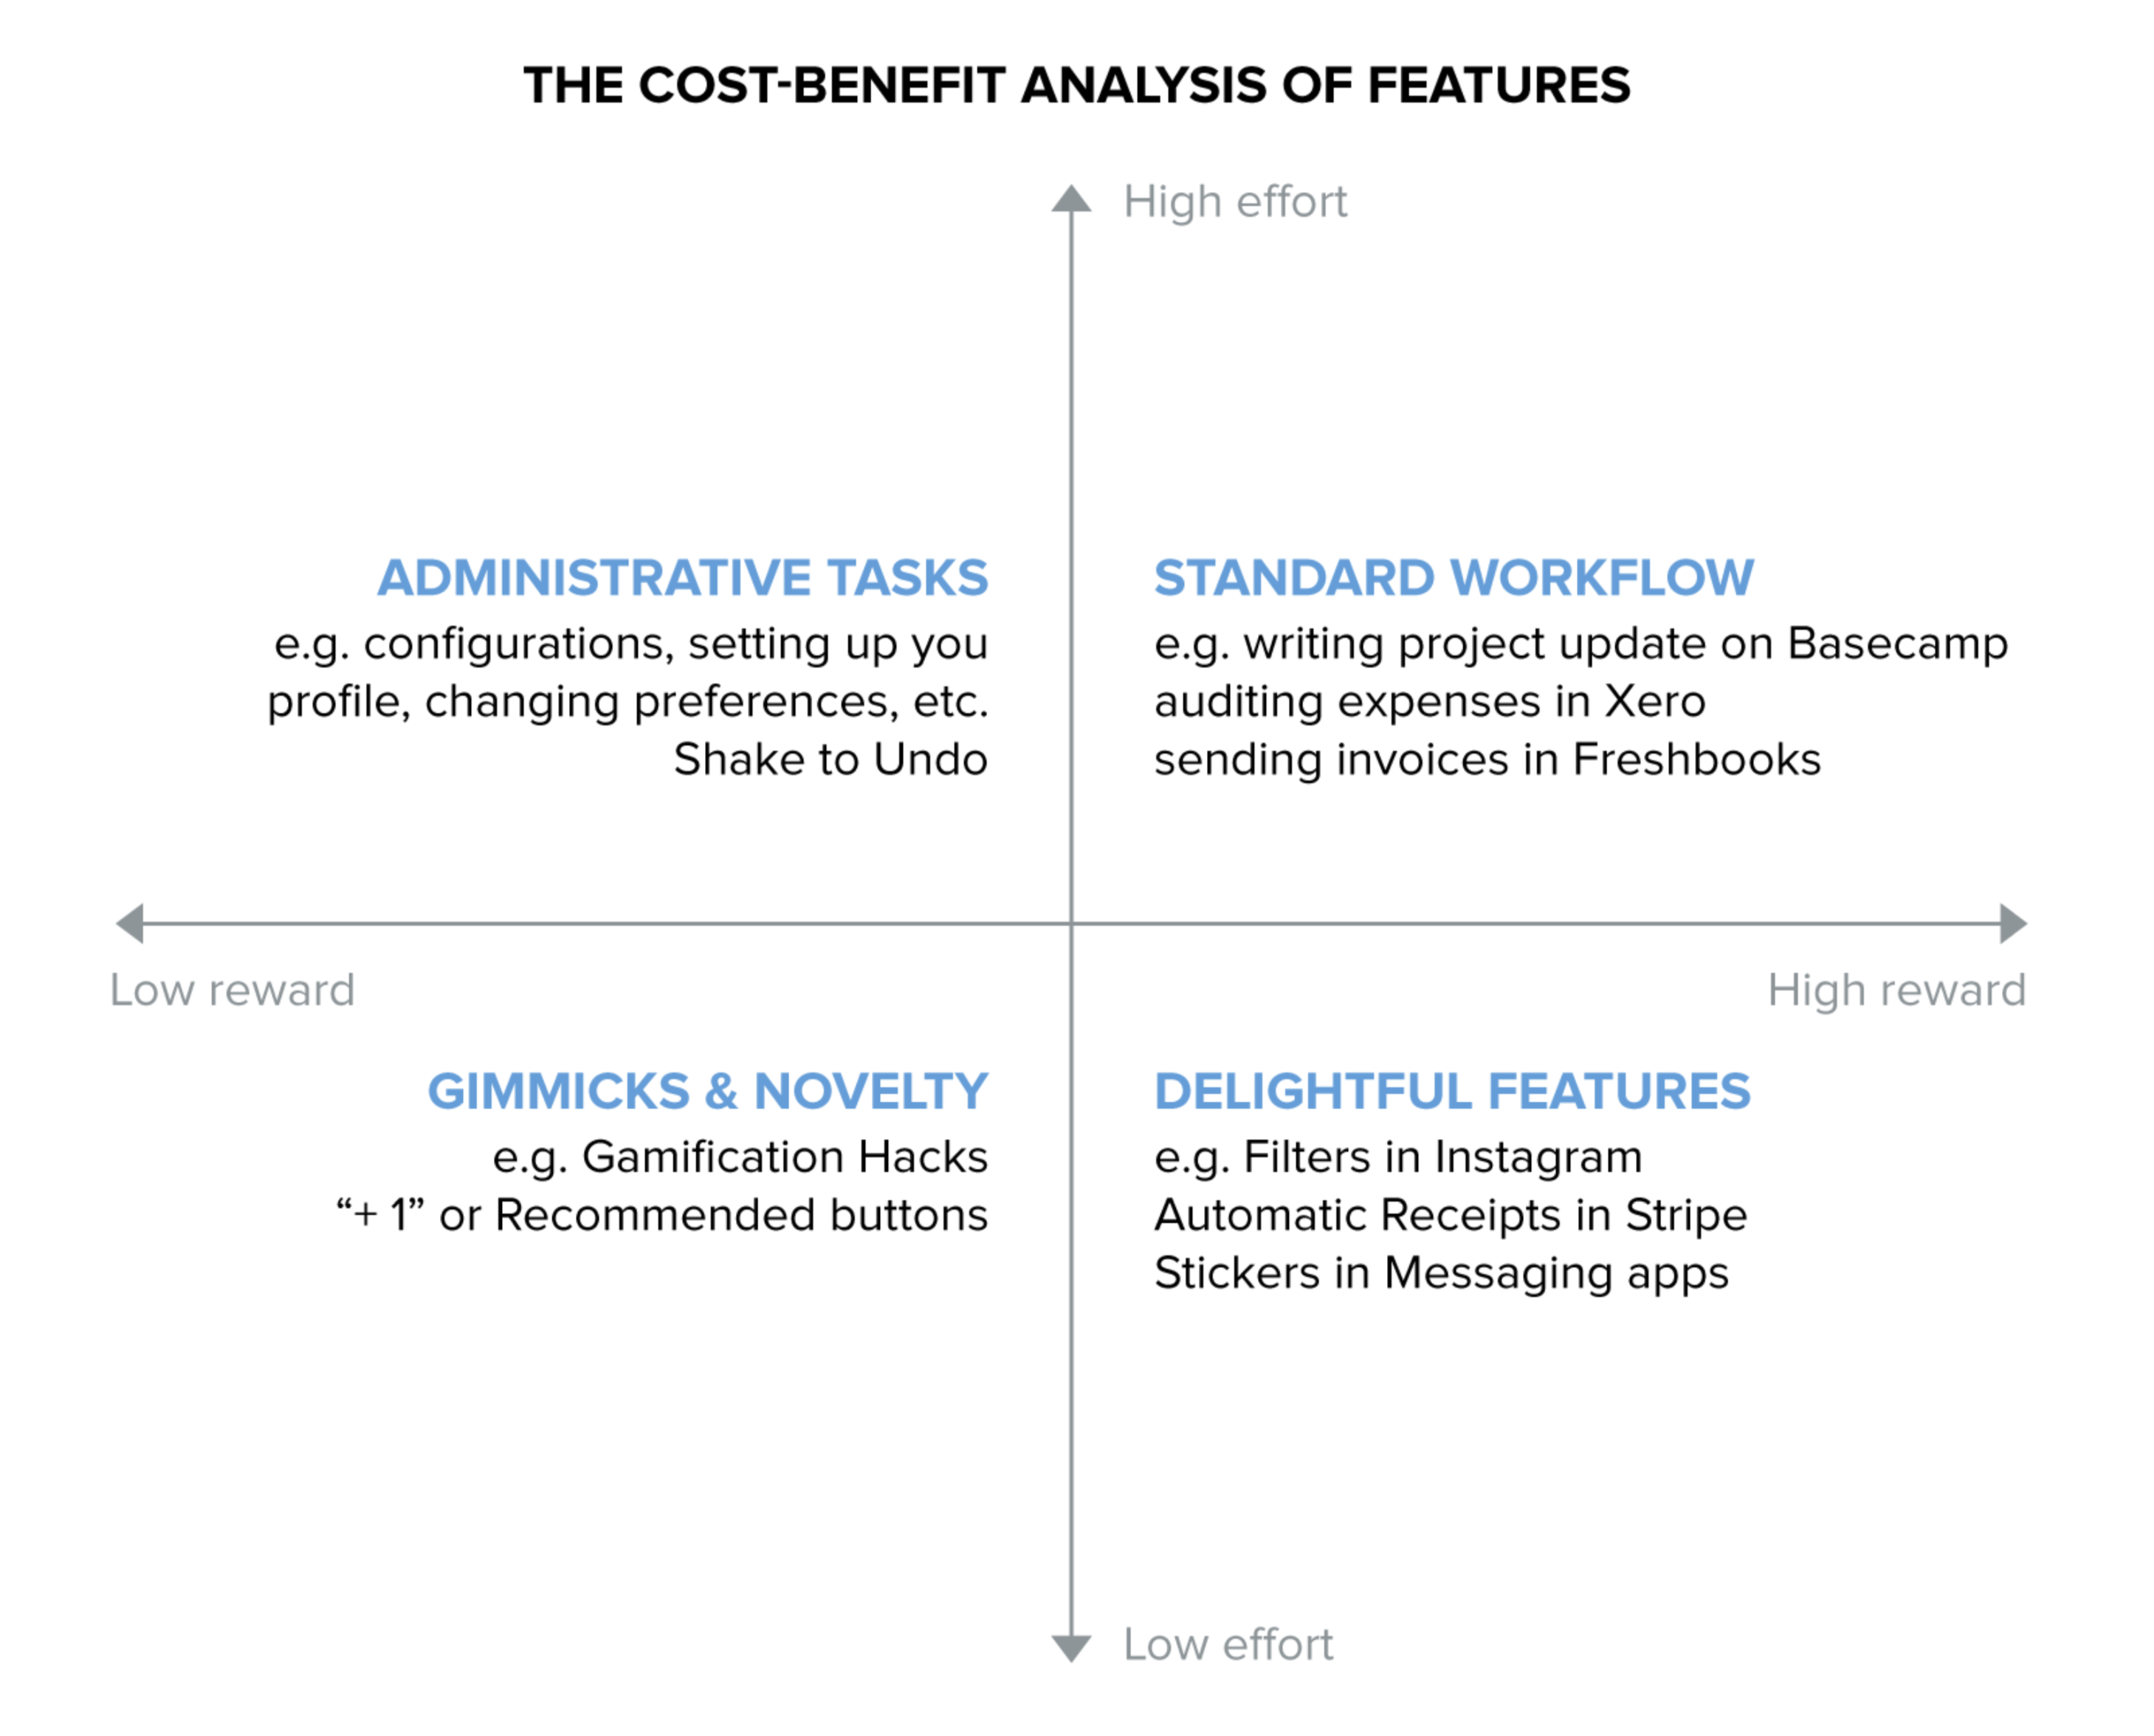 THE COST-BENEFIT ANALYSIS OF FEATURES
High effort
ADMINISTRATIVE TASKS
e.g. configurations, setting up you
profile, changing preferences, etc.
Shake to Undo
STANDARD WORKFLOW
e.g. writing project update on Basecamp
auditing expenses in Xero
sending invoices in Freshbooks
Low reward
High reward
GIMMICKS & NOVELTY
e.g. Gamification Hacks
“+ 1” or Recommended buttons
DELIGHTFUL FEATURES
e.g. Filters in Instagram
Automatic Receipts in Stripe
Stickers in Messaging apps
Low effort